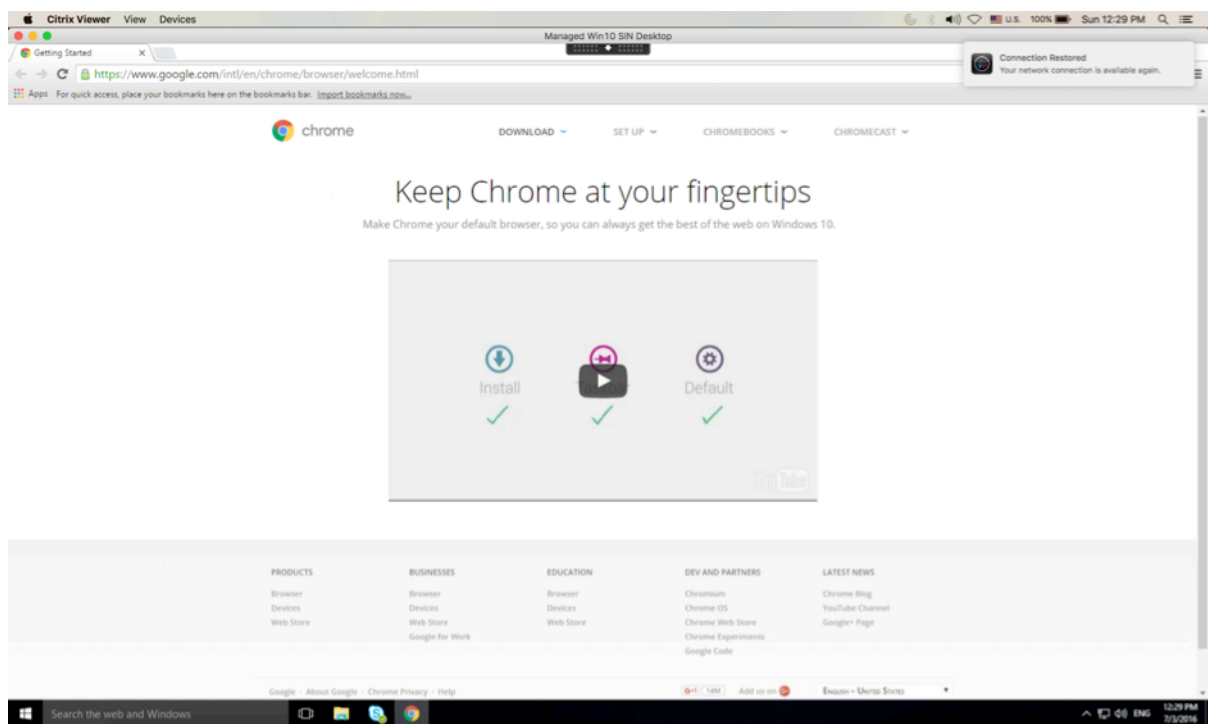 Citrix Viewer View Devices
U.S. 100% Sun 12:29 PM
Managed Win10 SIN Desktop
Getting Started
Connection Restored
Your network connection is available again.
https://www.google.com/intl/en/chrome/browser/welcome.html
Apps For quick access, place your bookmarks here on the bookmarks bar. Import bookmarks now...
chrome DOWNLOAD SET UP CHROMEBOOKS CHROMECAST
Keep Chrome at your fingertips
Make Chrome your default browser, so you can always get the best of the web on Windows 10.
Install Default
YouTube
PRODUCTS BUSINESSES EDUCATION DEV AND PARTNERS LATEST NEWS
Browser Browser Browser Chromium Chrome Blog
Devices Devices Devices Chrome OS YouTube Channel
Web Store Web Store Web Store Chrome Web Store Google+ Page
Google for Work Chrome Experiments
Google Code
Google · About Google · Chrome Privacy · Help G+1 14M Add us on English - United States
Search the web and Windows
ENG 12:29 PM
7/3/2016